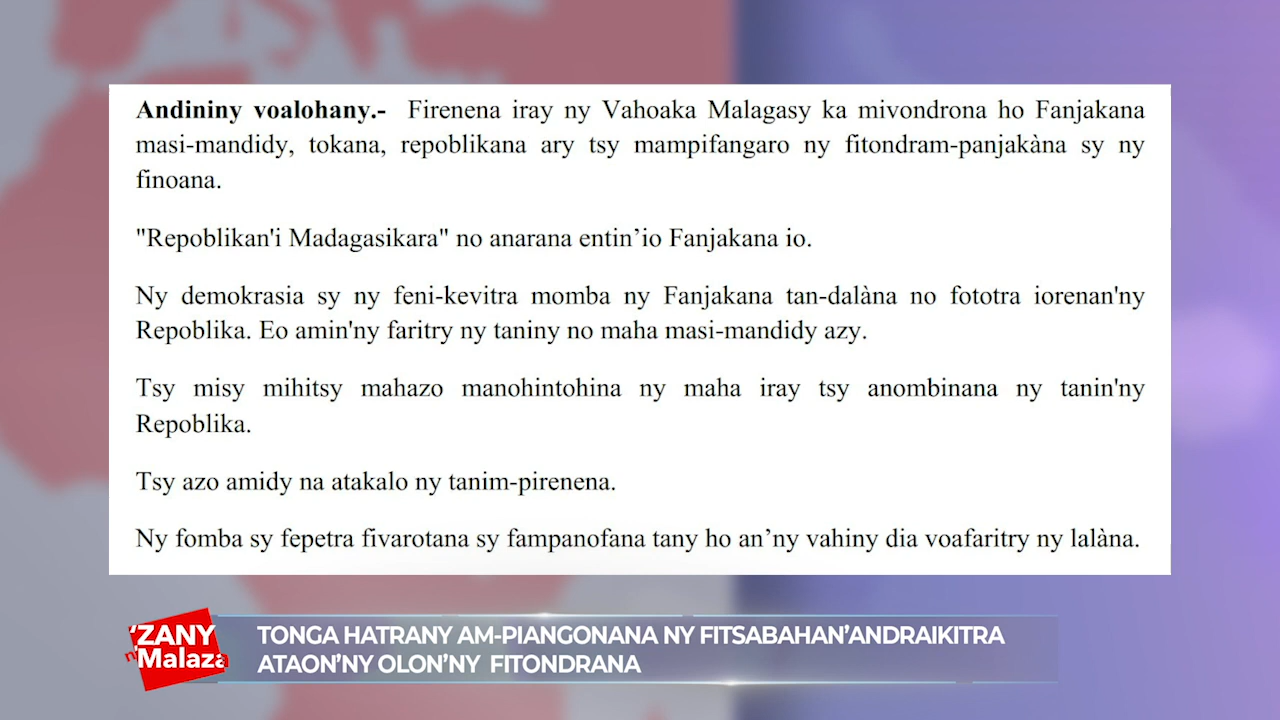 Andininy voalohany.- Firenena iray ny Vahoaka Malagasy ka mivondrona ho Fanjakana
masi-mandidy, tokana, repoblikana ary tsy mampifangaro ny fitondram-panjakàna sy ny
finoana.
"Repoblikan'i Madagasikara" no anarana entin’io Fanjakana io.
Ny demokrasia sy ny feni-kevitra momba ny Fanjakana tan-dalàna no fototra iorenan'ny
Repoblika. Eo amin'ny faritry ny taniny no maha masi-mandidy azy.
Tsy misy mihitsy mahazo manohintohina ny maha iray tsy anombinana ny tanin'ny
Repoblika.
Tsy azo amidy na atakalo ny tanim-pirenena.
Ny fomba sy fepetra fivarotana sy fampanofana tany ho an’ny vahiny dia voafaritry ny lalàna.
'ZANY
n'Malaza
TONGA HATRANY AM-PIANGONANA NY FITSABAHAN’ANDRAIKITRA
ATAON’NY OLON’NY FITONDRANA